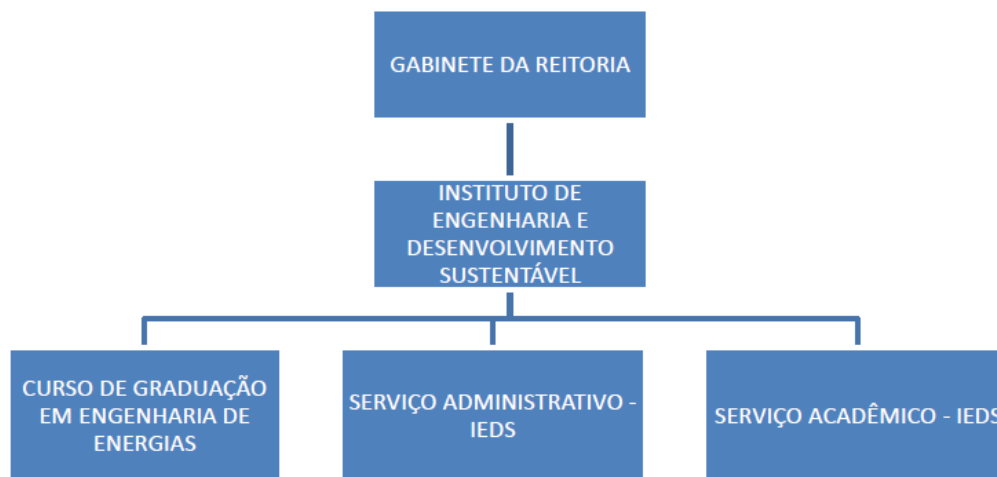 GABINETE DA REITORIA
INSTITUTO DE
ENGENHARIA E
DESENVOLVIMENTO
SUSTENTÁVEL
CURSO DE GRADUAÇÃO
EM ENGENHARIA DE
ENERGIAS
SERVIÇO ADMINISTRATIVO -
IEDS
SERVIÇO ACADÊMICO - IEDS